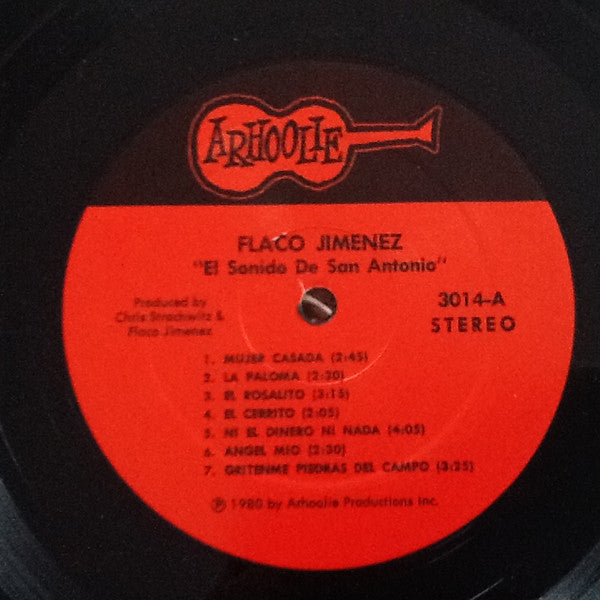 ARHOOLIE
FLACO JIMENEZ
"El Sonido De San Antonio"
Produced by
Chris Strachwitz &
Flaco Jimenez
3014-A
STEREO
1. MUJER CASADA (2:45)
2. LA PALOMA (2:30)
3. EL ROSALITO (3:15)
4. EL CERRITO (2:05)
5. NI EL DINERO NI NADA (4:05)
6. ANGEL MIO (2:30)
7. GRITENME PIEDRAS DEL CAMPO (3:25)
℗ 1980 by Arhoolie Productions Inc.